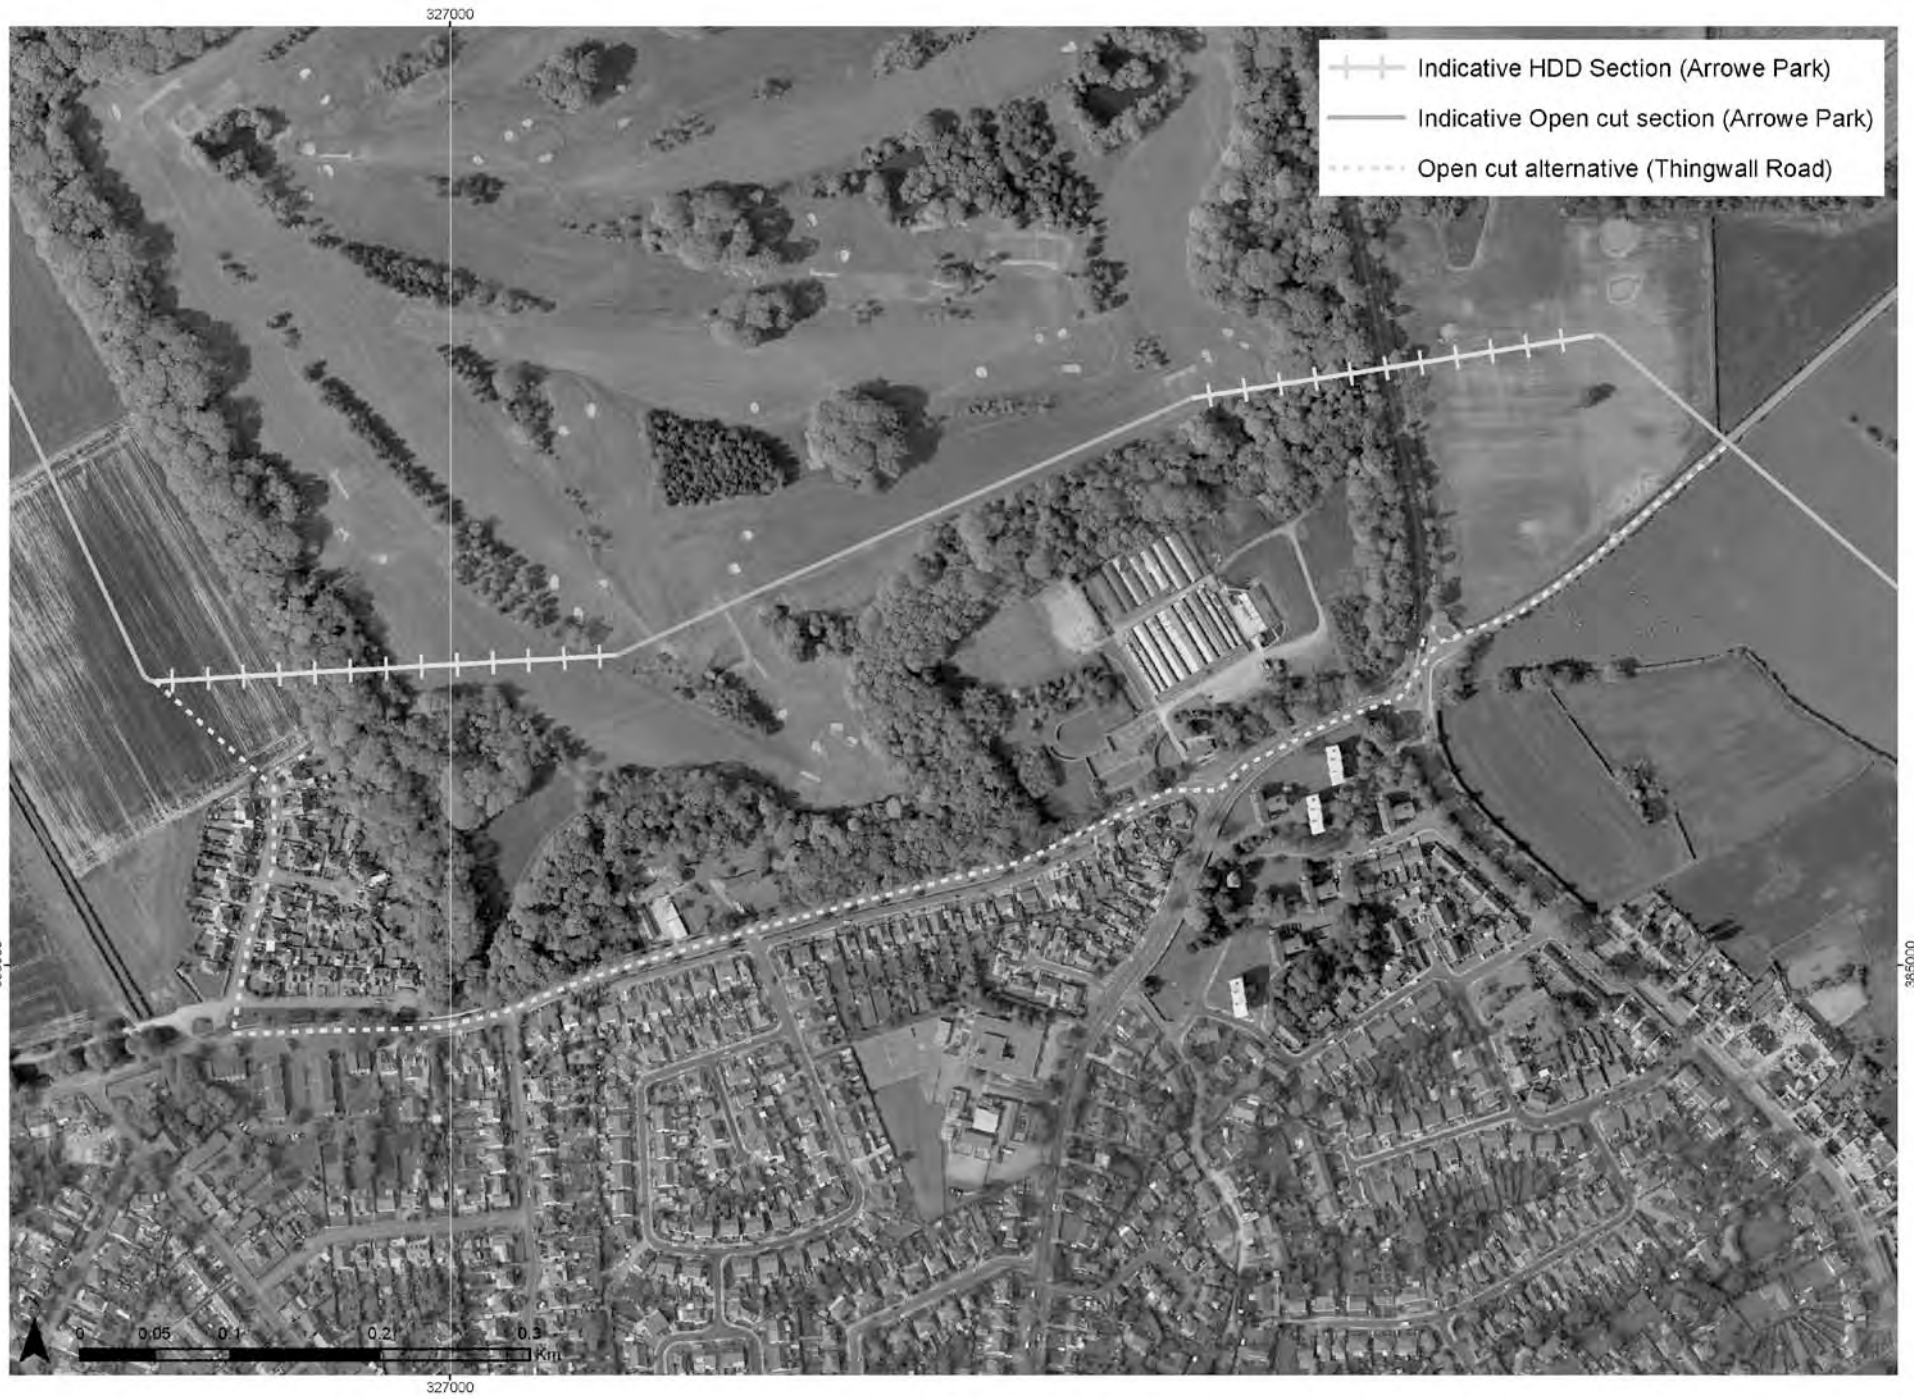 327000
Indicative HDD Section (Arrowe Park)
Indicative Open cut section (Arrowe Park)
Open cut alternative (Thingwall Road)
385000
0 0.05 0.1 0.2 0.3
Km
327000